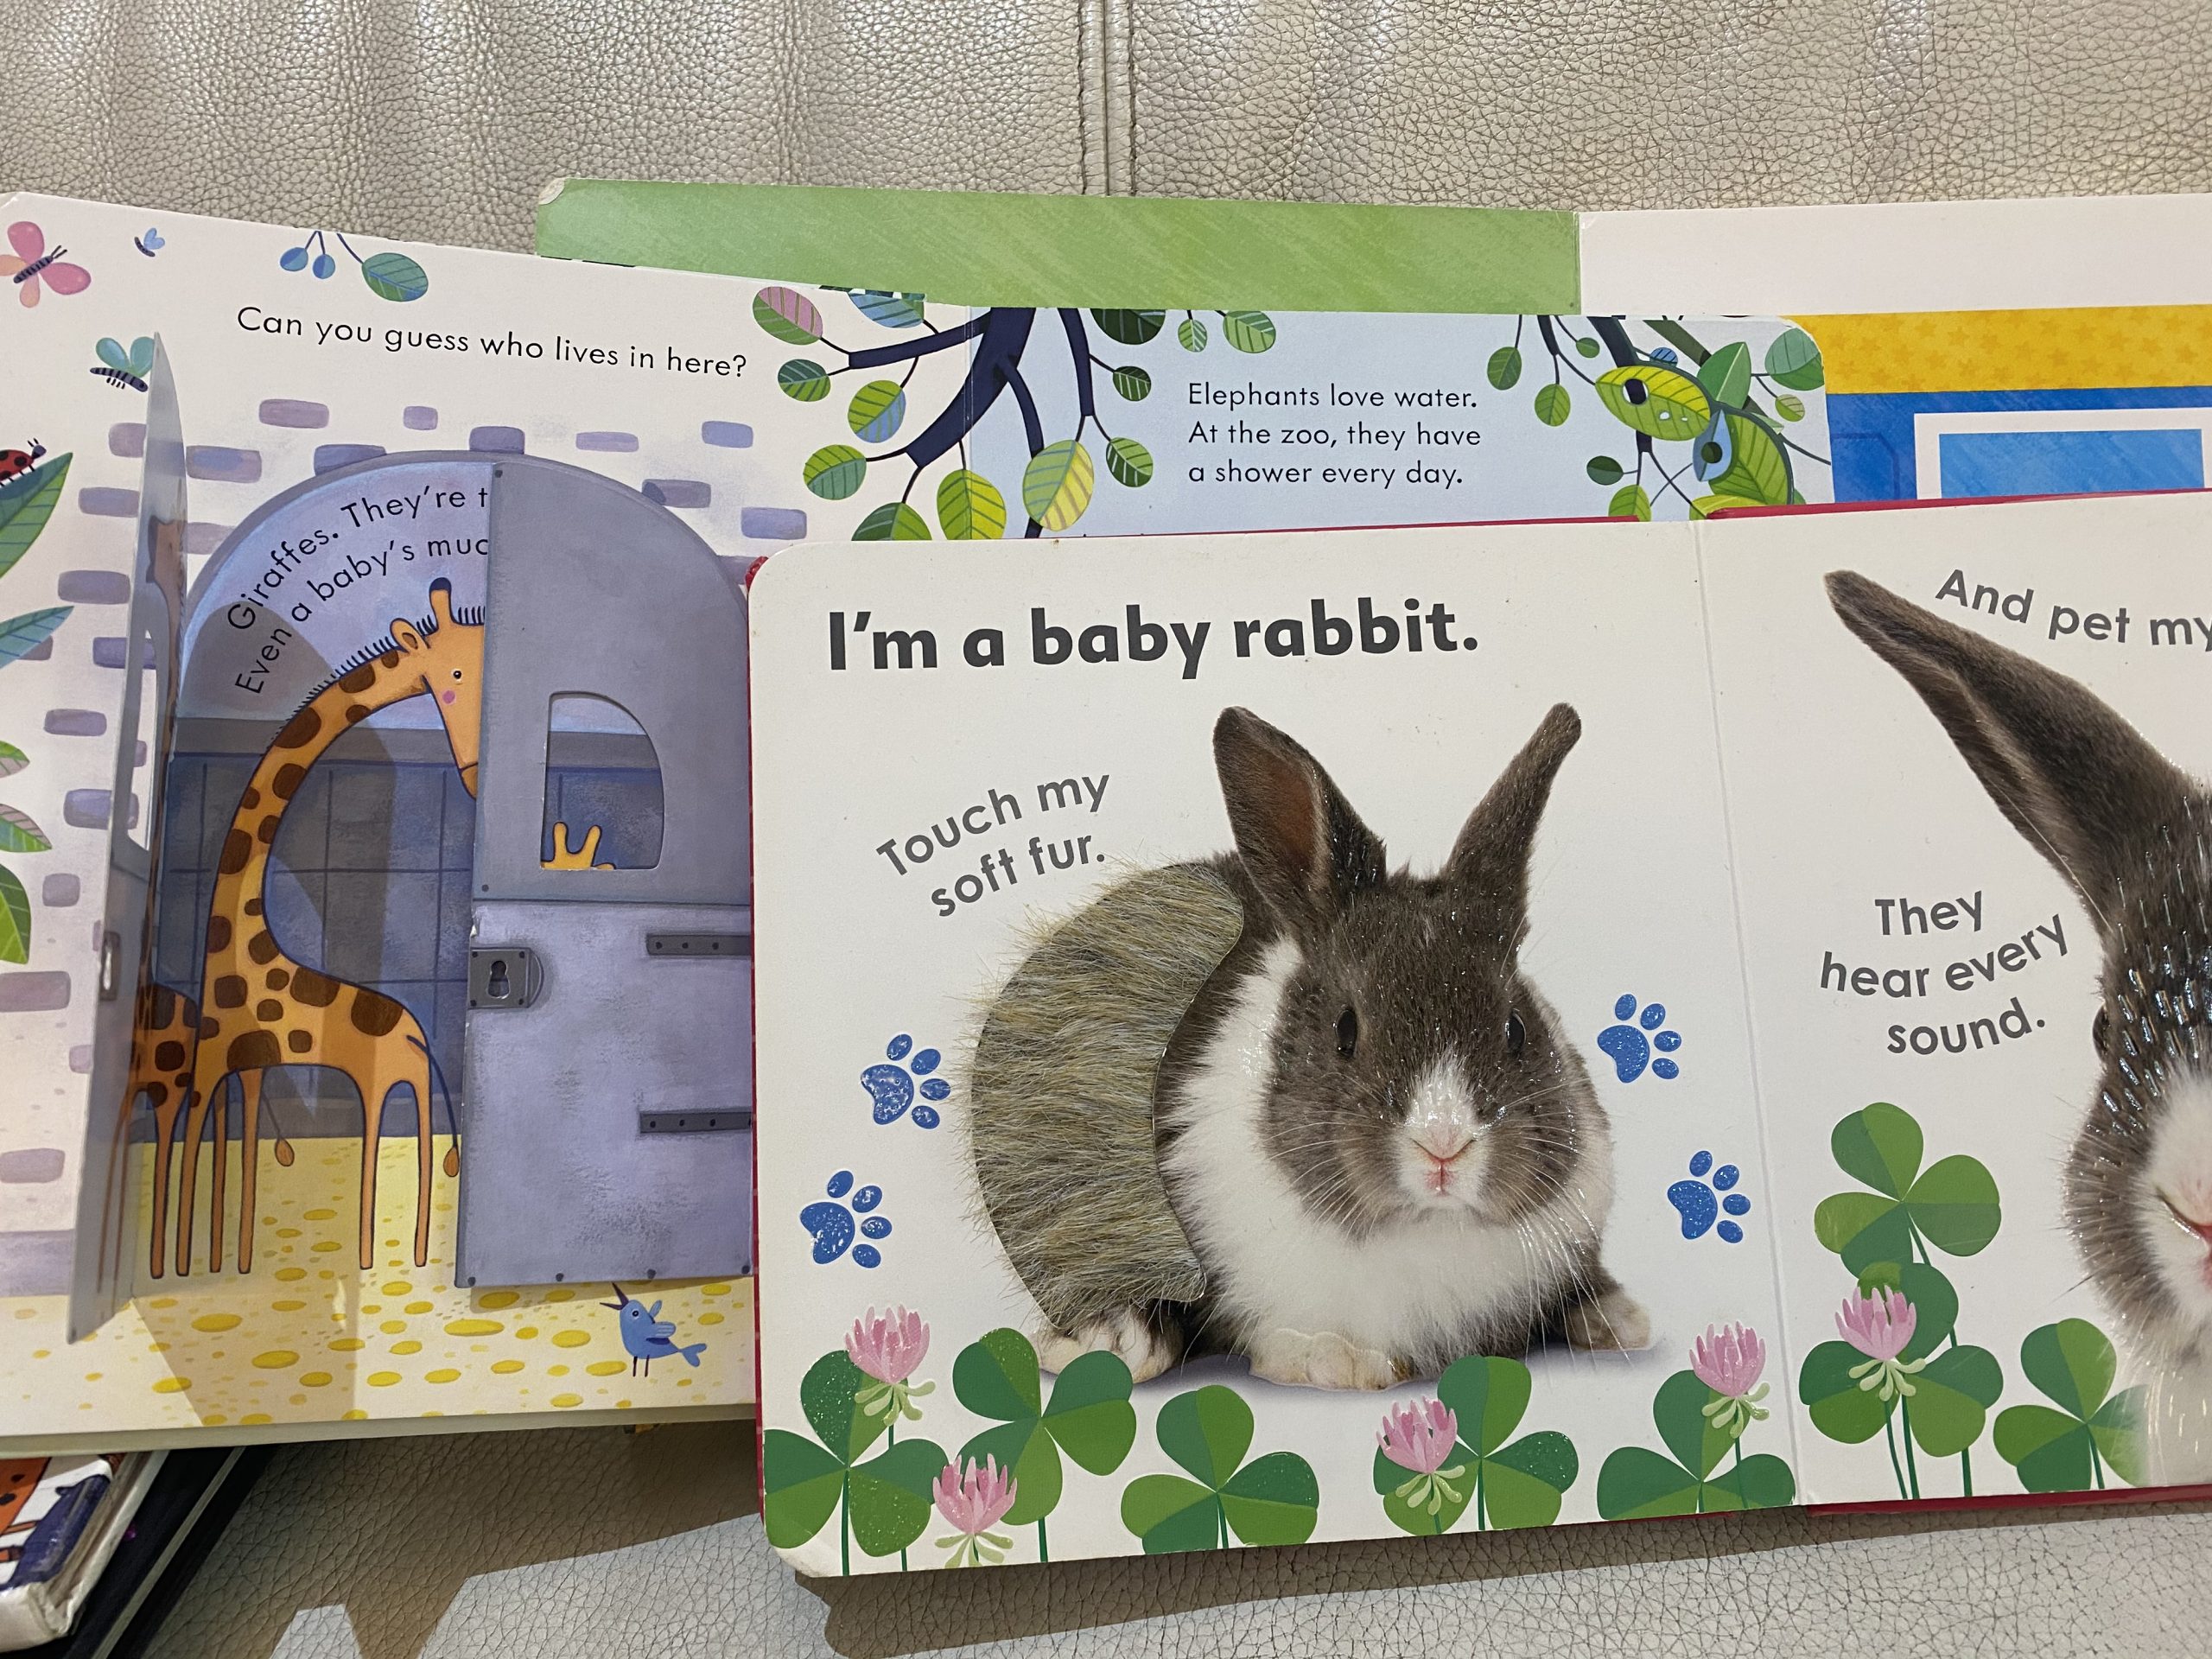 Can you guess who lives in here?
Giraffes. They're
Even a baby's
Elephants love water.
At the zoo, they have
a shower every day.
I'm a baby rabbit.
Touch my
soft fur.
And pet my
They
hear every
sound.